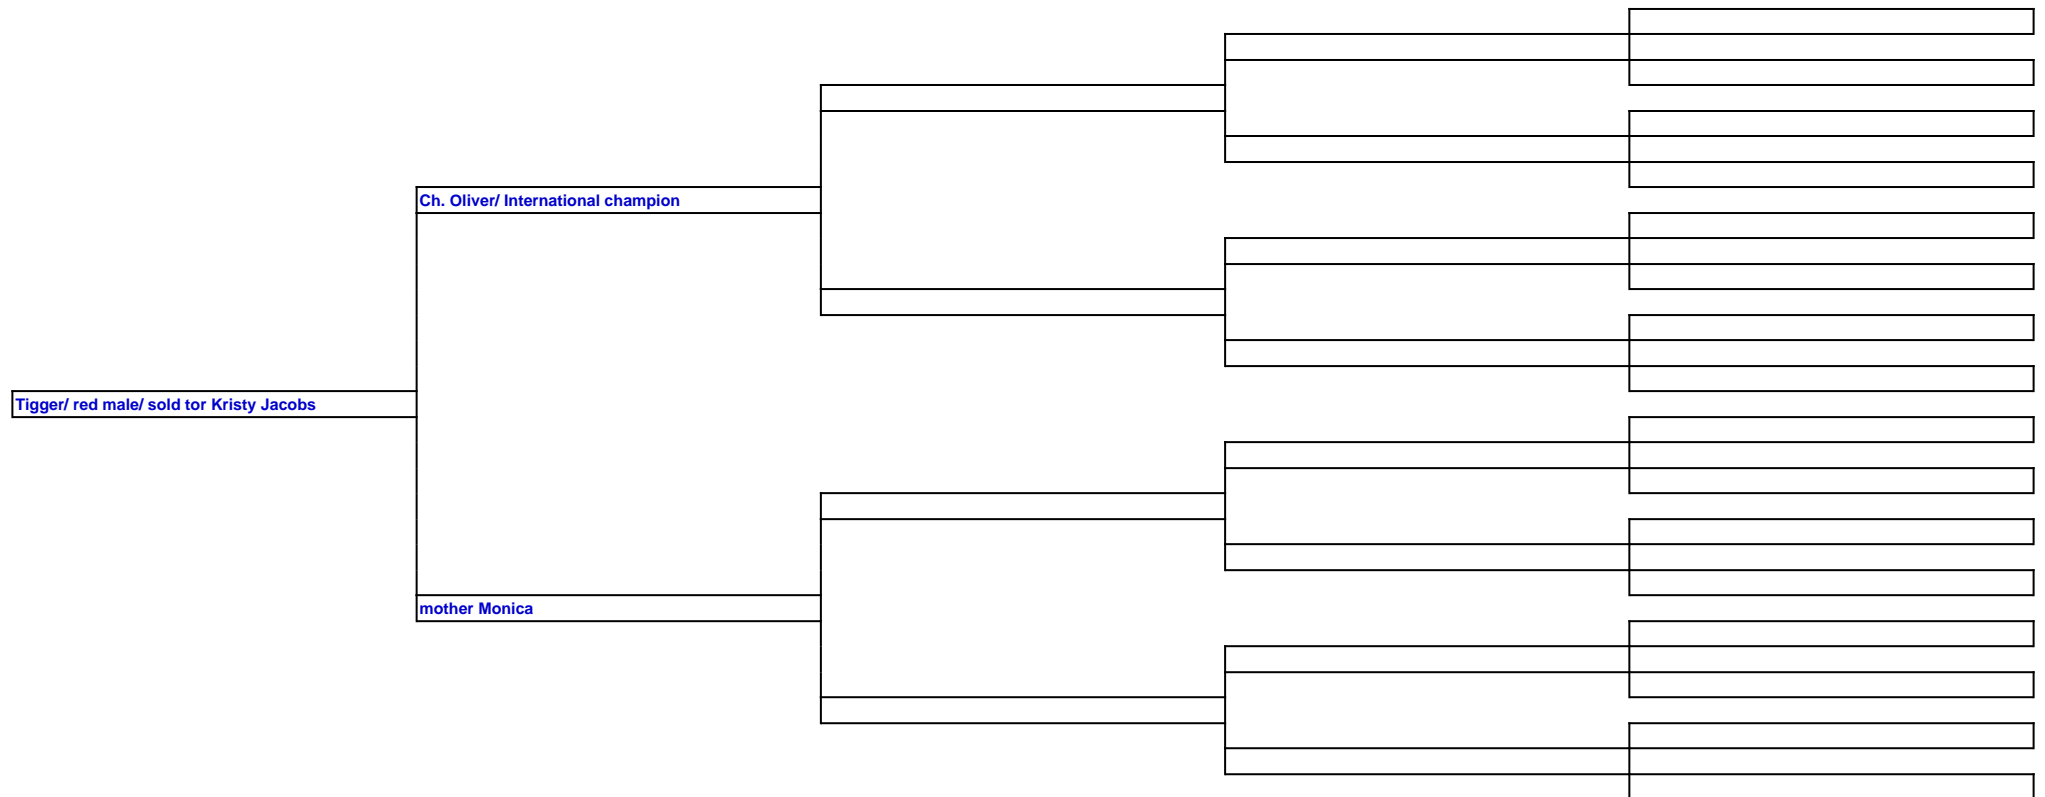 Ch. Oliver/ International champion
Tigger/ red male/ sold tor Kristy Jacobs
mother Monica